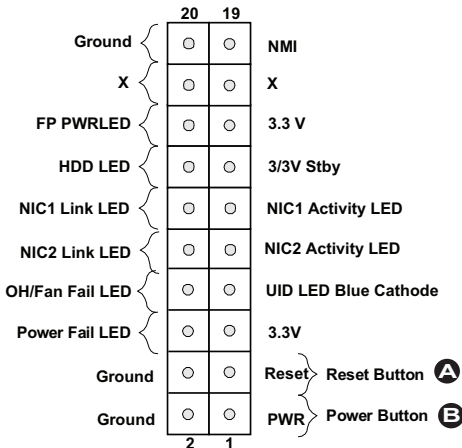 20 19
Ground NMI
X X
FP PWRLED 3.3 V
HDD LED 3/3V Stby
NIC1 Link LED NIC1 Activity LED
NIC2 Link LED NIC2 Activity LED
OH/Fan Fail LED UID LED Blue Cathode
Power Fail LED 3.3V
Ground Reset Reset Button A
Ground PWR Power Button B
2 1